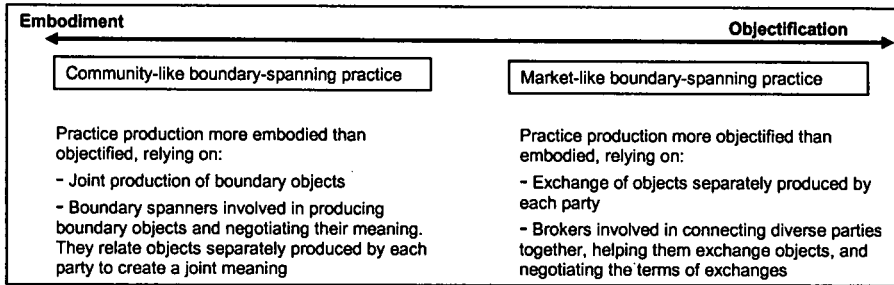 Embodiment
Objectification
Community-like boundary-spanning practice
Market-like boundary-spanning practice
Practice production more embodied than
objectified, relying on:
- Joint production of boundary objects
- Boundary spanners involved in producing
boundary objects and negotiating their meaning.
They relate objects separately produced by each
party to create a joint meaning
Practice production more objectified than
embodied, relying on:
- Exchange of objects separately produced by
each party
- Brokers involved in connecting diverse parties
together, helping them exchange objects, and
negotiating the terms of exchanges